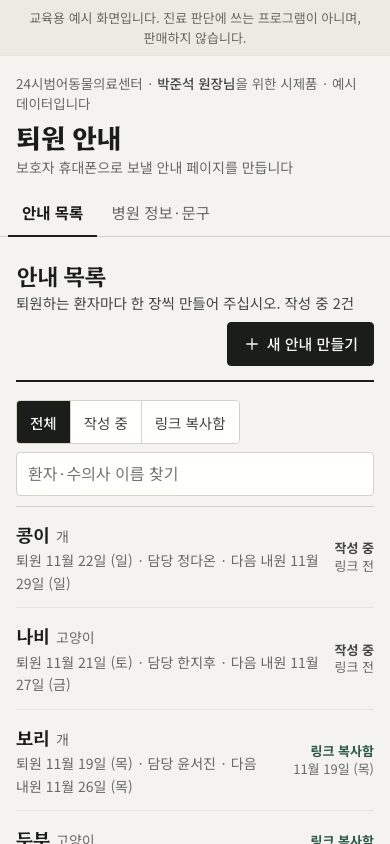 교육용 예시 화면입니다. 진료 판단에 쓰는 프로그램이 아니며,
판매하지 않습니다.
24시범어동물의료센터 · 박준석 원장님을 위한 시제품 · 예시
데이터입니다
퇴원 안내
보호자 휴대폰으로 보낼 안내 페이지를 만듭니다
안내 목록 병원 정보·문구
안내 목록
퇴원하는 환자마다 한 장씩 만들어 주십시오. 작성 중 2건
+ 새 안내 만들기
전체 작성 중 링크 복사함
환자·수의사 이름 찾기
콩이 개
퇴원 11월 22일 (일) · 담당 정다온 · 다음 내원 11월
29일 (일)
작성 중
링크 전
나비 고양이
퇴원 11월 21일 (토) · 담당 한지후 · 다음 내원 11월
27일 (금)
작성 중
링크 전
보리 개
퇴원 11월 19일 (목) · 담당 윤서진 · 다음
내원 11월 26일 (목)
링크 복사함
11월 19일 (목)
두부 고양이
링크 복사함